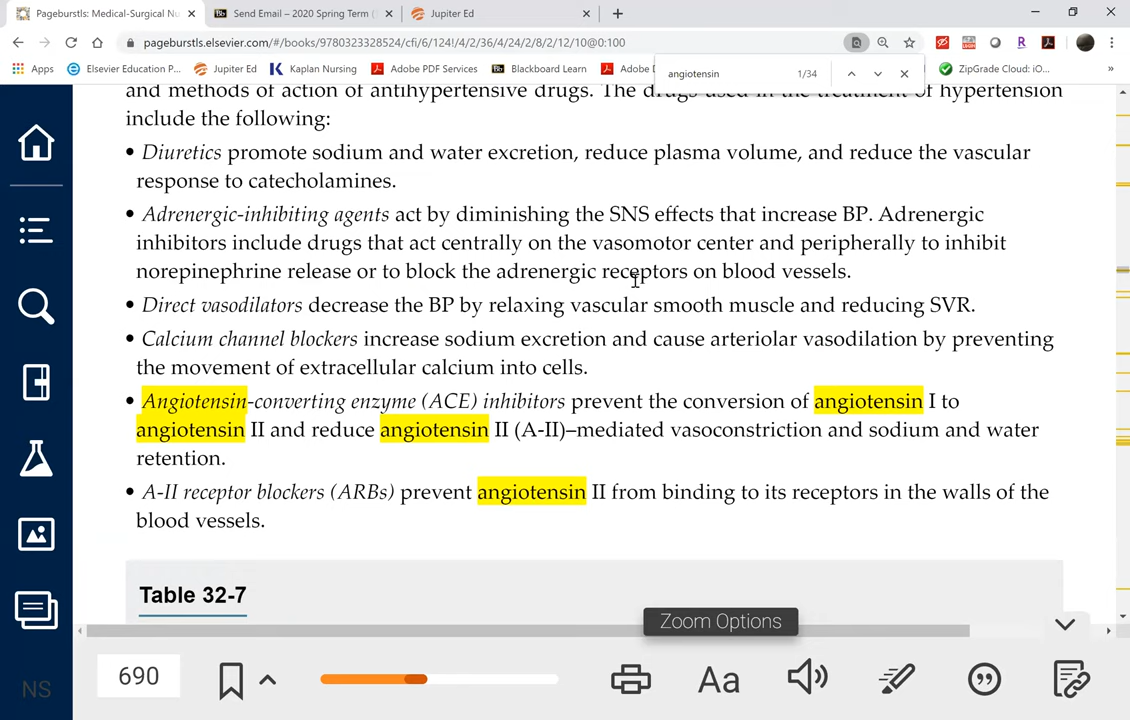 Pageburstls: Medical-Surgical Nu
Send Email – 2020 Spring Term (
Jupiter Ed
pageburstls.elsevier.com/#/books/9780323328524/cfi/6/124!/4/2/36/4/24/2/8/2/12/10@0:100
Apps
Elsevier Education P...
Jupiter Ed
Kaplan Nursing
Adobe PDF Services
Blackboard Learn
Adobe D
angiotensin
1/34
ZipGrade Cloud: iO...
»
and methods of action of antihypertensive drugs. The drugs used in the treatment of hypertension
include the following:
• Diuretics promote sodium and water excretion, reduce plasma volume, and reduce the vascular
response to catecholamines.
• Adrenergic-inhibiting agents act by diminishing the SNS effects that increase BP. Adrenergic
inhibitors include drugs that act centrally on the vasomotor center and peripherally to inhibit
norepinephrine release or to block the adrenergic receptors on blood vessels.
• Direct vasodilators decrease the BP by relaxing vascular smooth muscle and reducing SVR.
• Calcium channel blockers increase sodium excretion and cause arteriolar vasodilation by preventing
the movement of extracellular calcium into cells.
• Angiotensin-converting enzyme (ACE) inhibitors prevent the conversion of angiotensin I to
angiotensin II and reduce angiotensin II (A-II)–mediated vasoconstriction and sodium and water
retention.
• A-II receptor blockers (ARBs) prevent angiotensin II from binding to its receptors in the walls of the
blood vessels.
Table 32-7
Zoom Options
NS
690
Aa